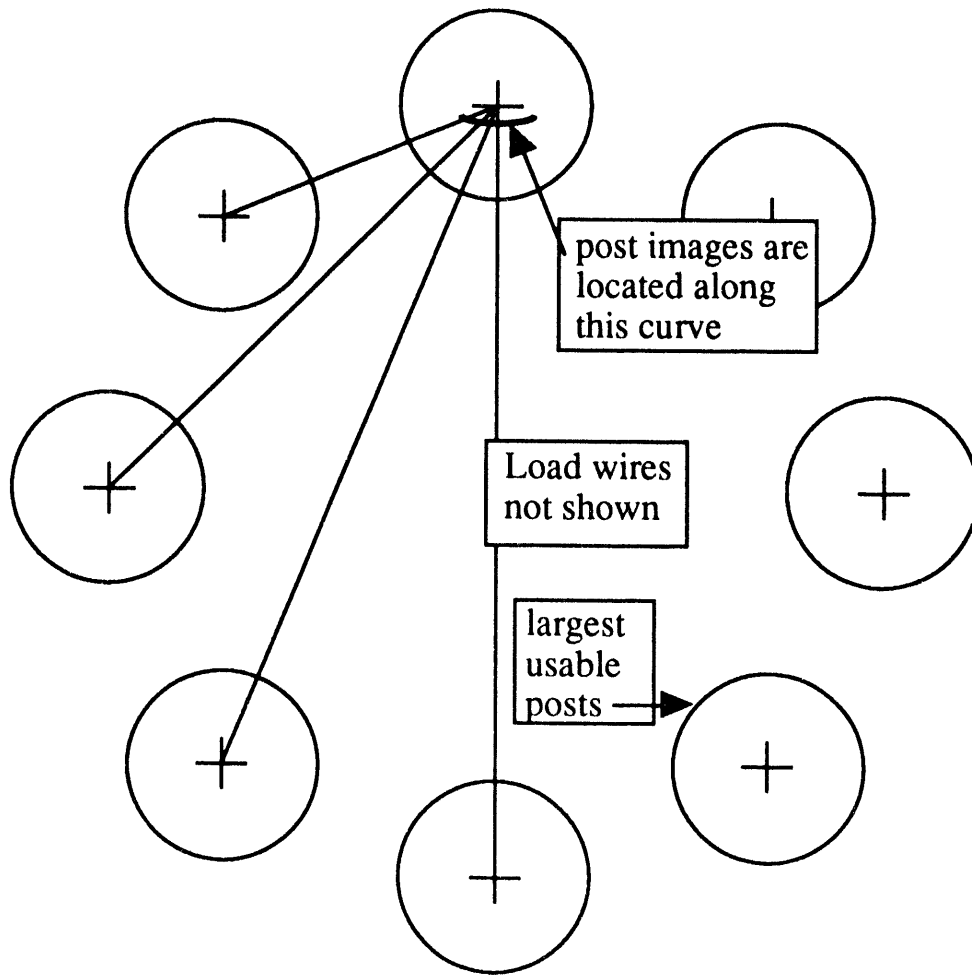 post images are
located along
this curve
Load wires
not shown
largest
usable
posts